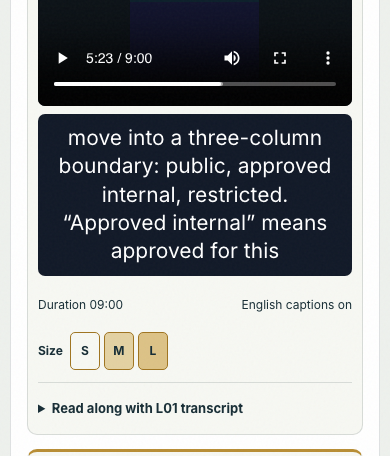 5:23 / 9:00
move into a three-column
boundary: public, approved
internal, restricted.
“Approved internal” means
approved for this
Duration 09:00 English captions on
Size S M L
Read along with L01 transcript